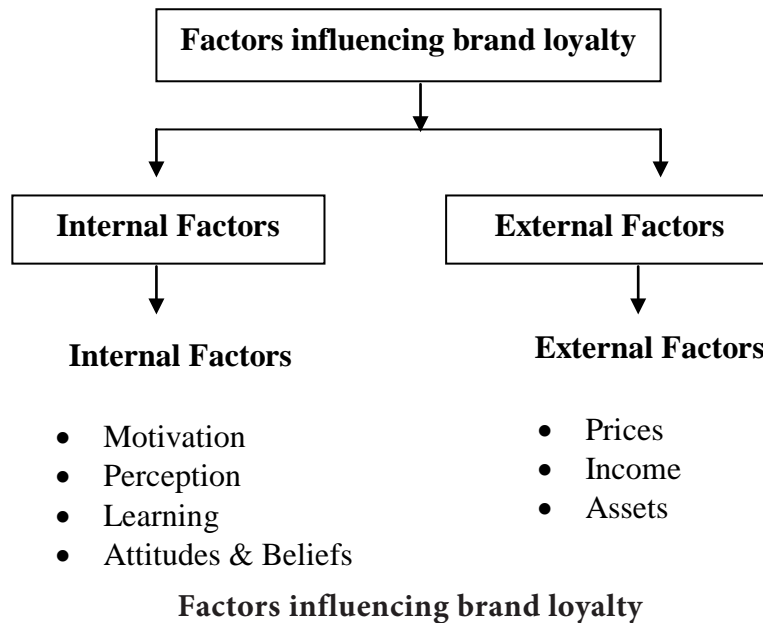 Factors influencing brand loyalty
Internal Factors
External Factors
Internal Factors
• Motivation
• Perception
• Learning
• Attitudes & Beliefs
External Factors
• Prices
• Income
• Assets
Factors influencing brand loyalty